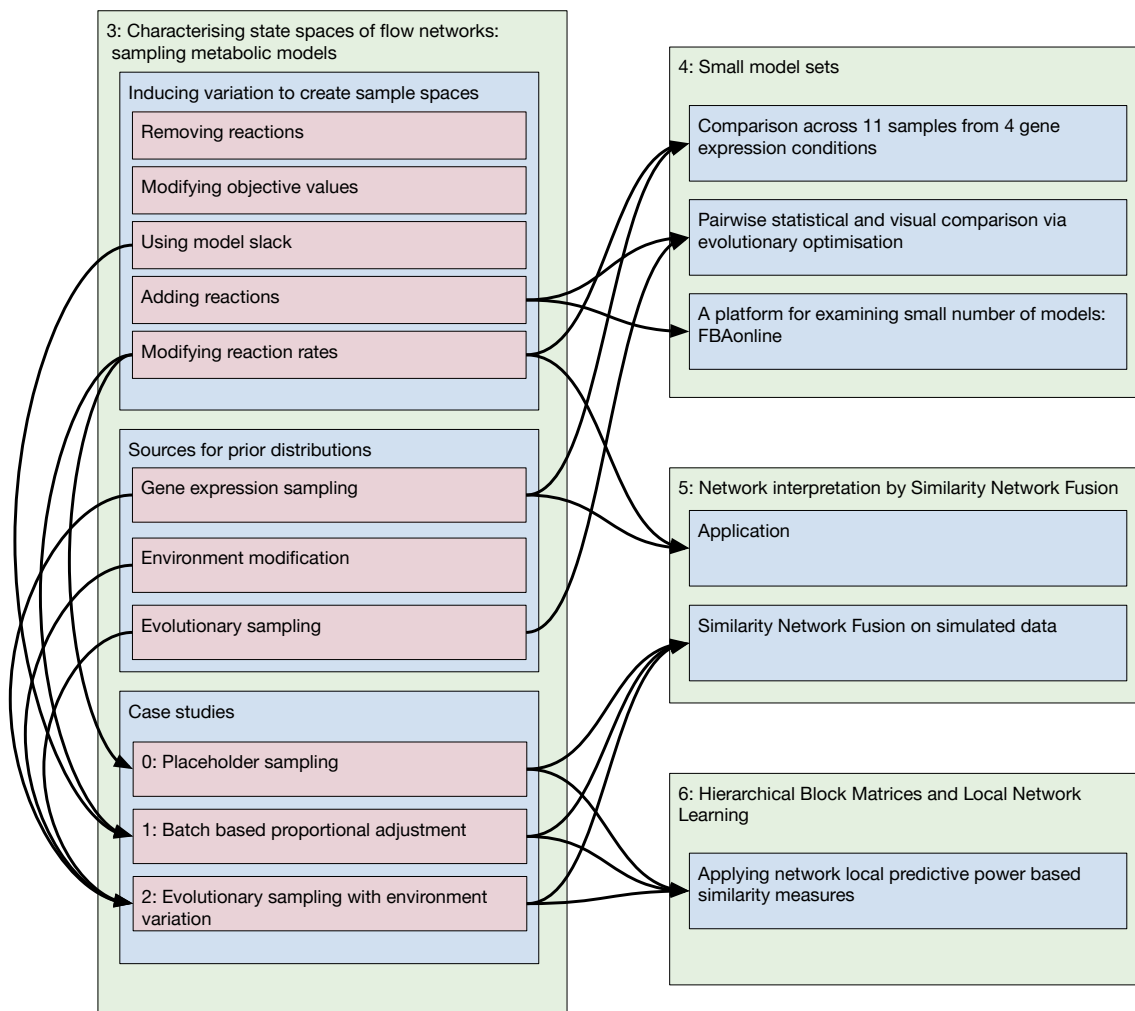 3: Characterising state spaces of flow networks:
sampling metabolic models
Inducing variation to create sample spaces
Removing reactions
Modifying objective values
Using model slack
Adding reactions
Modifying reaction rates
Sources for prior distributions
Gene expression sampling
Environment modification
Evolutionary sampling
Case studies
0: Placeholder sampling
1: Batch based proportional adjustment
2: Evolutionary sampling with environment
variation
4: Small model sets
Comparison across 11 samples from 4 gene
expression conditions
Pairwise statistical and visual comparison via
evolutionary optimisation
A platform for examining small number of models:
FBAonline
5: Network interpretation by Similarity Network Fusion
Application
Similarity Network Fusion on simulated data
6: Hierarchical Block Matrices and Local Network
Learning
Applying network local predictive power based
similarity measures